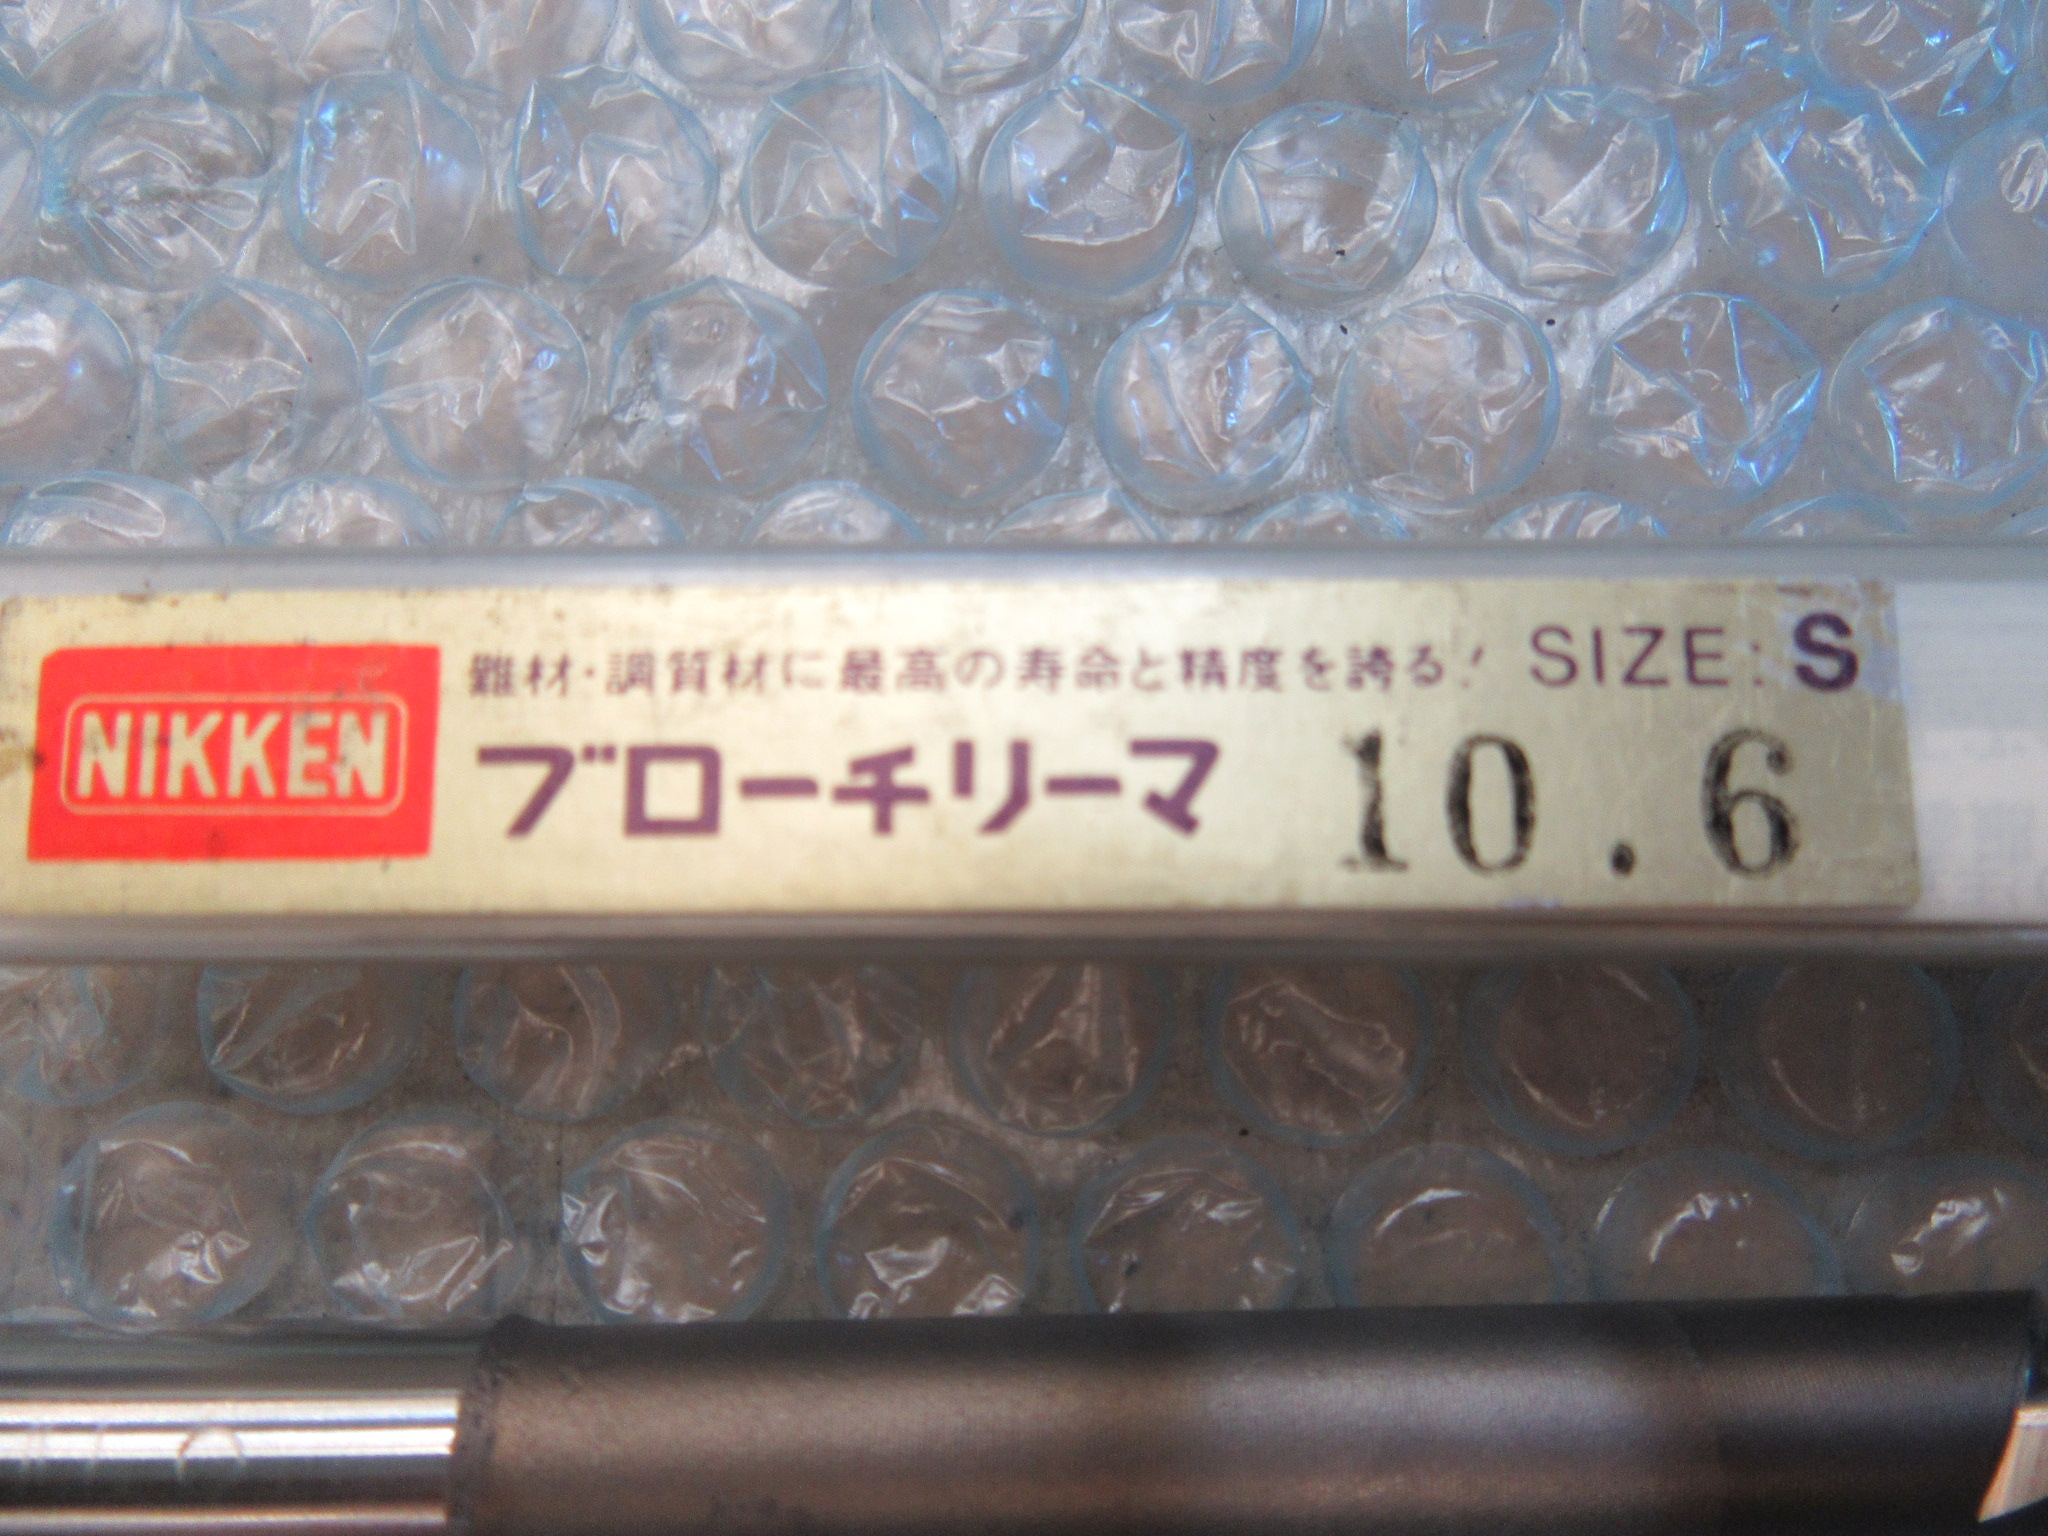 NIKKEN
難材・調質材に最高の寿命と精度を誇る! SIZE: S
ブローチリーマ 10.6